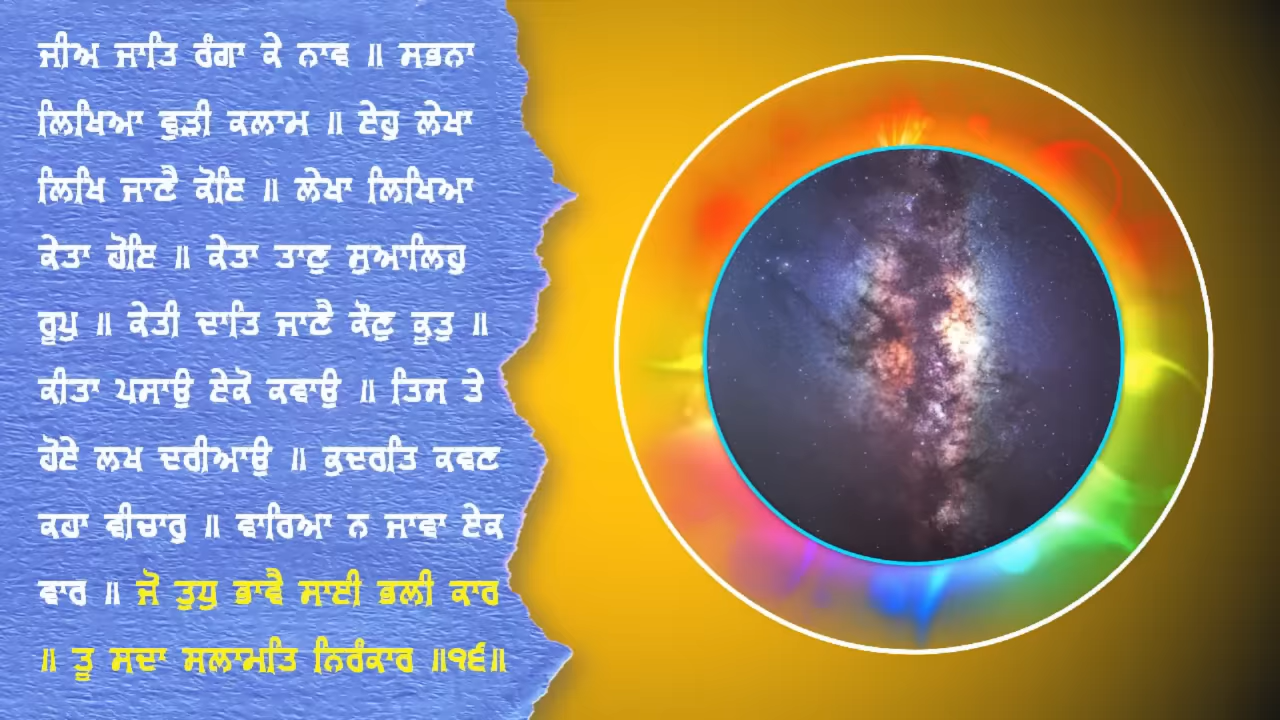 ਜੀਅ ਜਾਤਿ ਰੰਗਾ ਕੇ ਨਾਵ ॥ ਸਭਨਾ
ਲਿਖਿਆ ਵੁੜੀ ਕਲਾਮ ॥ ਏਹੁ ਲੇਖਾ
ਲਿਖਿ ਜਾਣੈ ਕੋਇ ॥ ਲੇਖਾ ਲਿਖਿਆ
ਕੇਤਾ ਹੋਇ ॥ ਕੇਤਾ ਤਾਣੁ ਸੁਆਲਿਹੁ
ਰੂਪੁ ॥ ਕੇਤੀ ਦਾਤਿ ਜਾਣੈ ਕੌਣੁ ਕੂਤੁ ॥
ਕੀਤਾ ਪਸਾਉ ਏਕੋ ਕਵਾਉ ॥ ਤਿਸ ਤੇ
ਹੋਏ ਲਖ ਦਰੀਆਉ ॥ ਕੁਦਰਤਿ ਕਵਣ
ਕਹਾ ਵੀਚਾਰੁ ॥ ਵਾਰਿਆ ਨ ਜਾਵਾ ਏਕ
ਵਾਰ ॥ ਜੋ ਤੁਧੁ ਭਾਵੈ ਸਾਈ ਭਲੀ ਕਾਰ
॥ ਤੂ ਸਦਾ ਸਲਾਮਤਿ ਨਿਰੰਕਾਰ ॥੧੬॥